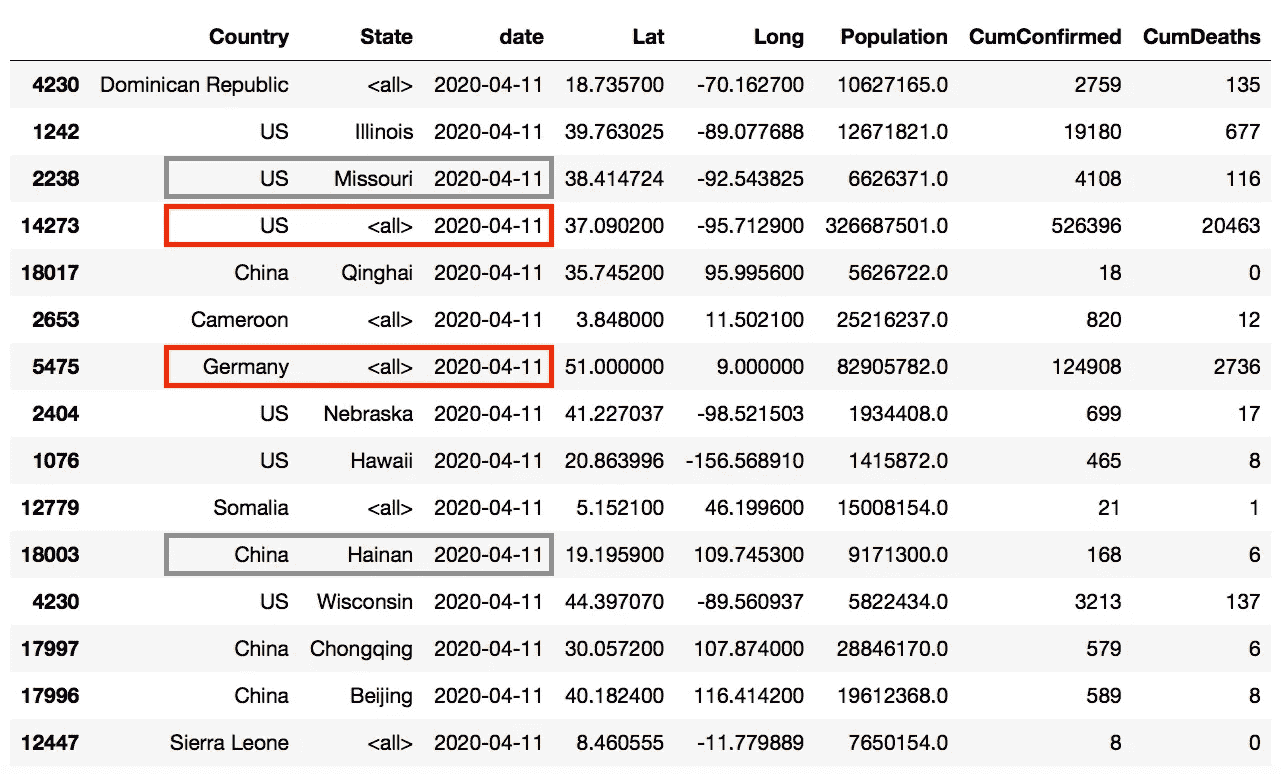 Country State date Lat Long Population CumConfirmed CumDeaths
4230 Dominican Republic <all> 2020-04-11 18.735700 -70.162700 10627165.0 2759 135
1242 US Illinois 2020-04-11 39.763025 -89.077688 12671821.0 19180 677
2238 US Missouri 2020-04-11 38.414724 -92.543825 6626371.0 4108 116
14273 US <all> 2020-04-11 37.090200 -95.712900 326687501.0 526396 20463
18017 China Qinghai 2020-04-11 35.745200 95.995600 5626722.0 18 0
2653 Cameroon <all> 2020-04-11 3.848000 11.502100 25216237.0 820 12
5475 Germany <all> 2020-04-11 51.000000 9.000000 82905782.0 124908 2736
2404 US Nebraska 2020-04-11 41.227037 -98.521503 1934408.0 699 17
1076 US Hawaii 2020-04-11 20.863996 -156.568910 1415872.0 465 8
12779 Somalia <all> 2020-04-11 5.152100 46.199600 15008154.0 21 1
18003 China Hainan 2020-04-11 19.195900 109.745300 9171300.0 168 6
4230 US Wisconsin 2020-04-11 44.397070 -89.560937 5822434.0 3213 137
17997 China Chongqing 2020-04-11 30.057200 107.874000 28846170.0 579 6
17996 China Beijing 2020-04-11 40.182400 116.414200 19612368.0 589 8
12447 Sierra Leone <all> 2020-04-11 8.460555 -11.779889 7650154.0 8 0